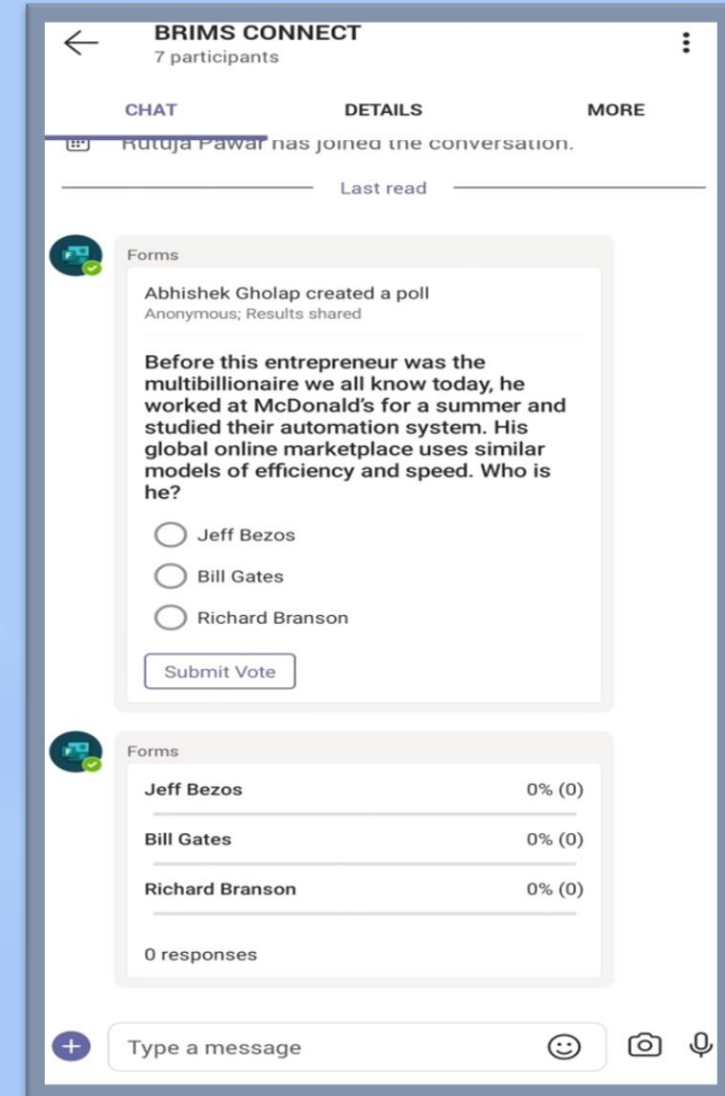 BRIMS CONNECT
7 participants
CHAT DETAILS MORE
Rutuja Pawar has joined the conversation.
Last read
Forms
Abhishek Gholap created a poll
Anonymous; Results shared
Before this entrepreneur was the
multibillionaire we all know today, he
worked at McDonald's for a summer and
studied their automation system. His
global online marketplace uses similar
models of efficiency and speed. Who is
he?
Jeff Bezos
Bill Gates
Richard Branson
Submit Vote
Forms
Jeff Bezos 0% (0)
Bill Gates 0% (0)
Richard Branson 0% (0)
0 responses
Type a message